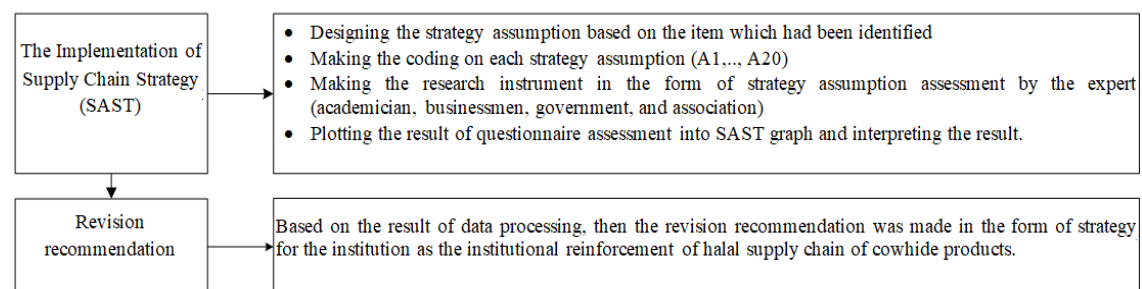 The Implementation of
Supply Chain Strategy
(SAST)
• Designing the strategy assumption based on the item which had been identified
• Making the coding on each strategy assumption (A1,.., A20)
• Making the research instrument in the form of strategy assumption assessment by the expert
(academician, businessmen, government, and association)
• Plotting the result of questionnaire assessment into SAST graph and interpreting the result.
Revision
recommendation
Based on the result of data processing, then the revision recommendation was made in the form of strategy
for the institution as the institutional reinforcement of halal supply chain of cowhide products.